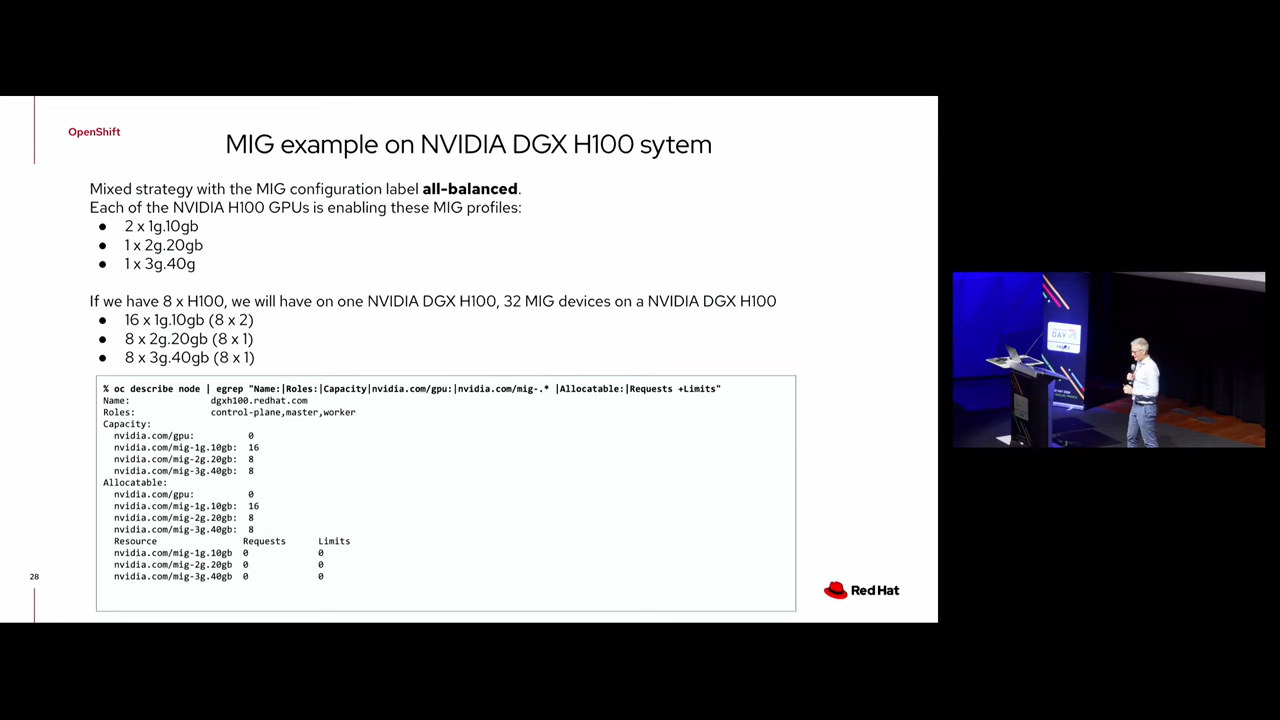 OpenShift
MIG example on NVIDIA DGX H100 sytem
Mixed strategy with the MIG configuration label all-balanced.
Each of the NVIDIA H100 GPUs is enabling these MIG profiles:
● 2 x 1g.10gb
● 1 x 2g.20gb
● 1 x 3g.40g
If we have 8 x H100, we will have on one NVIDIA DGX H100, 32 MIG devices on a NVIDIA DGX H100
● 16 x 1g.10gb (8 x 2)
● 8 x 2g.20gb (8 x 1)
● 8 x 3g.40gb (8 x 1)
% oc describe node | egrep "Name:|Roles:|Capacity|nvidia.com/gpu:|nvidia.com/mig-.* |Allocatable:|Requests +Limits"
Name: dgxh100.redhat.com
Roles: control-plane,master,worker
Capacity:
nvidia.com/gpu: 0
nvidia.com/mig-1g.10gb: 16
nvidia.com/mig-2g.20gb: 8
nvidia.com/mig-3g.40gb: 8
Allocatable:
nvidia.com/gpu: 0
nvidia.com/mig-1g.10gb: 16
nvidia.com/mig-2g.20gb: 8
nvidia.com/mig-3g.40gb: 8
Resource Requests Limits
nvidia.com/mig-1g.10gb 0 0
nvidia.com/mig-2g.20gb 0 0
nvidia.com/mig-3g.40gb 0 0
28
Red Hat
DAY